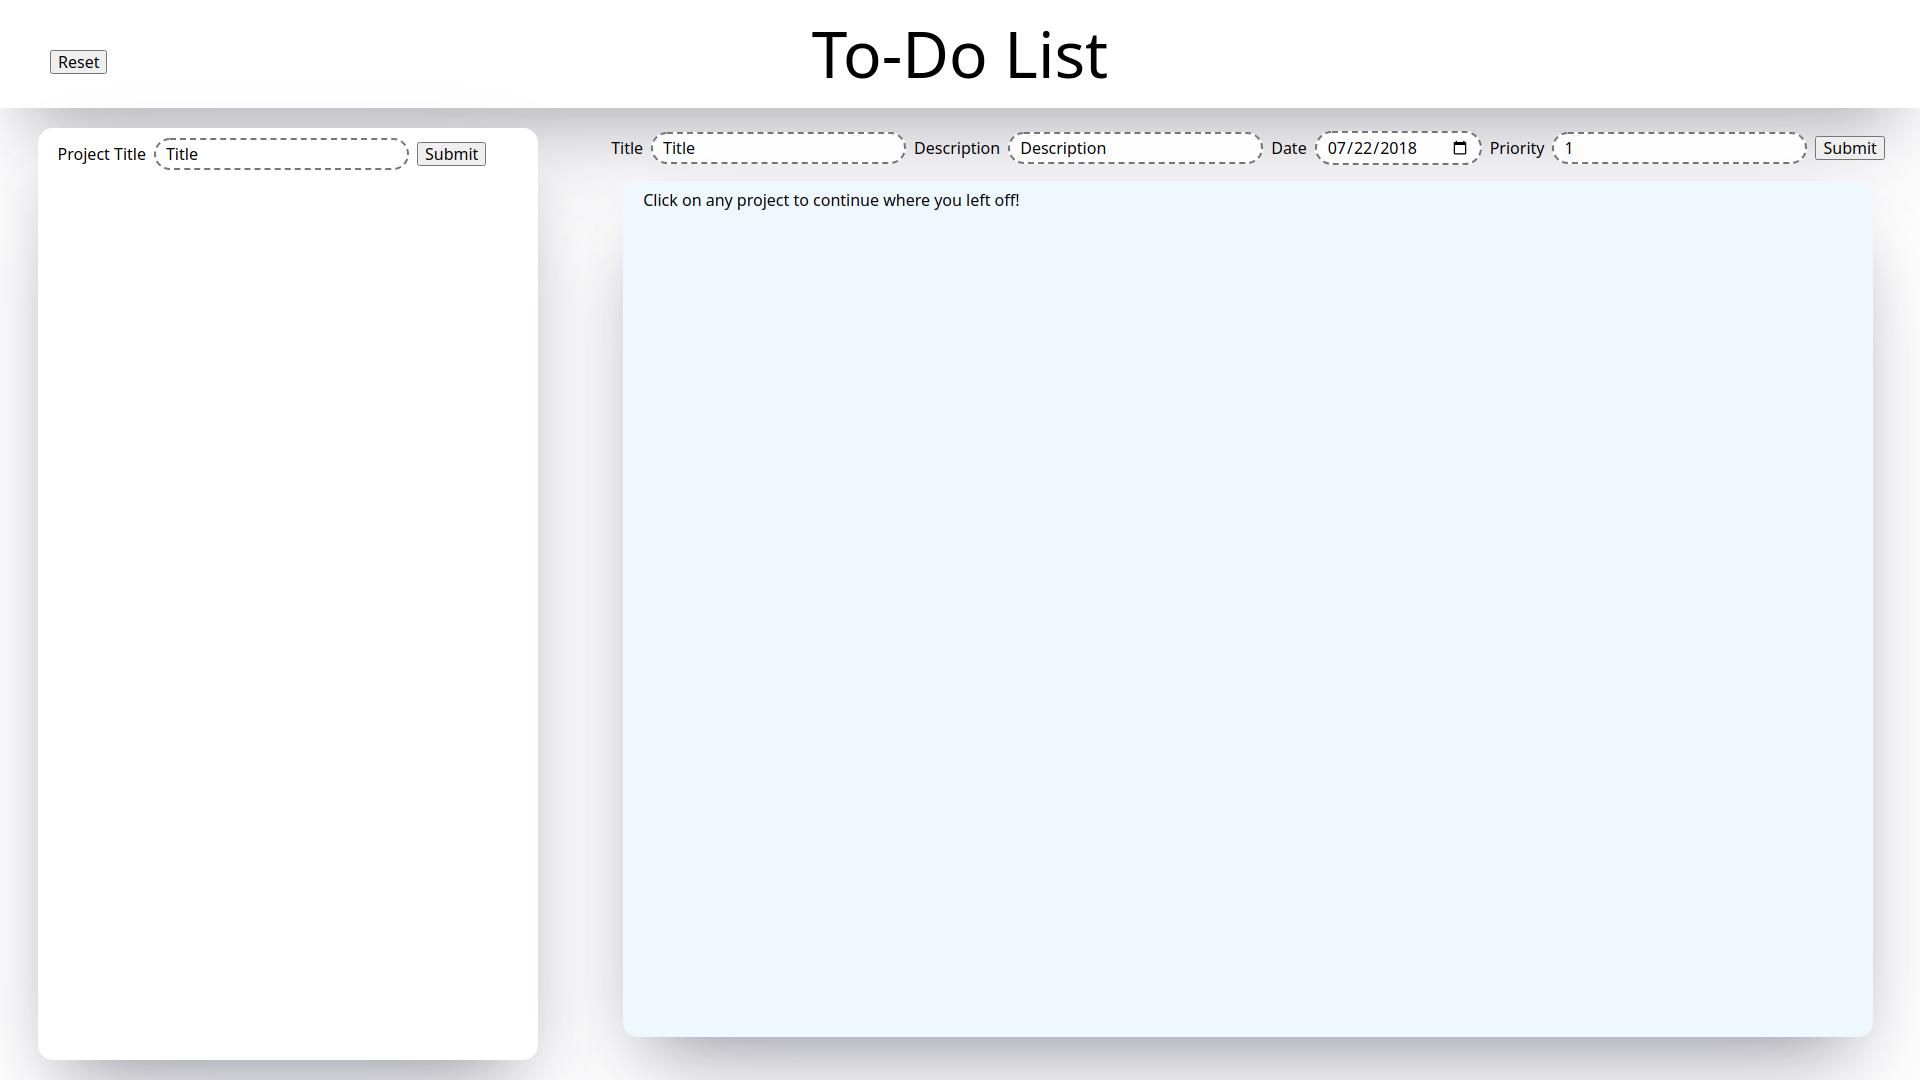 To-Do List
Reset
Project Title Title Submit
Title Title Description Description Date 07/22/2018 Priority 1 Submit
Click on any project to continue where you left off!